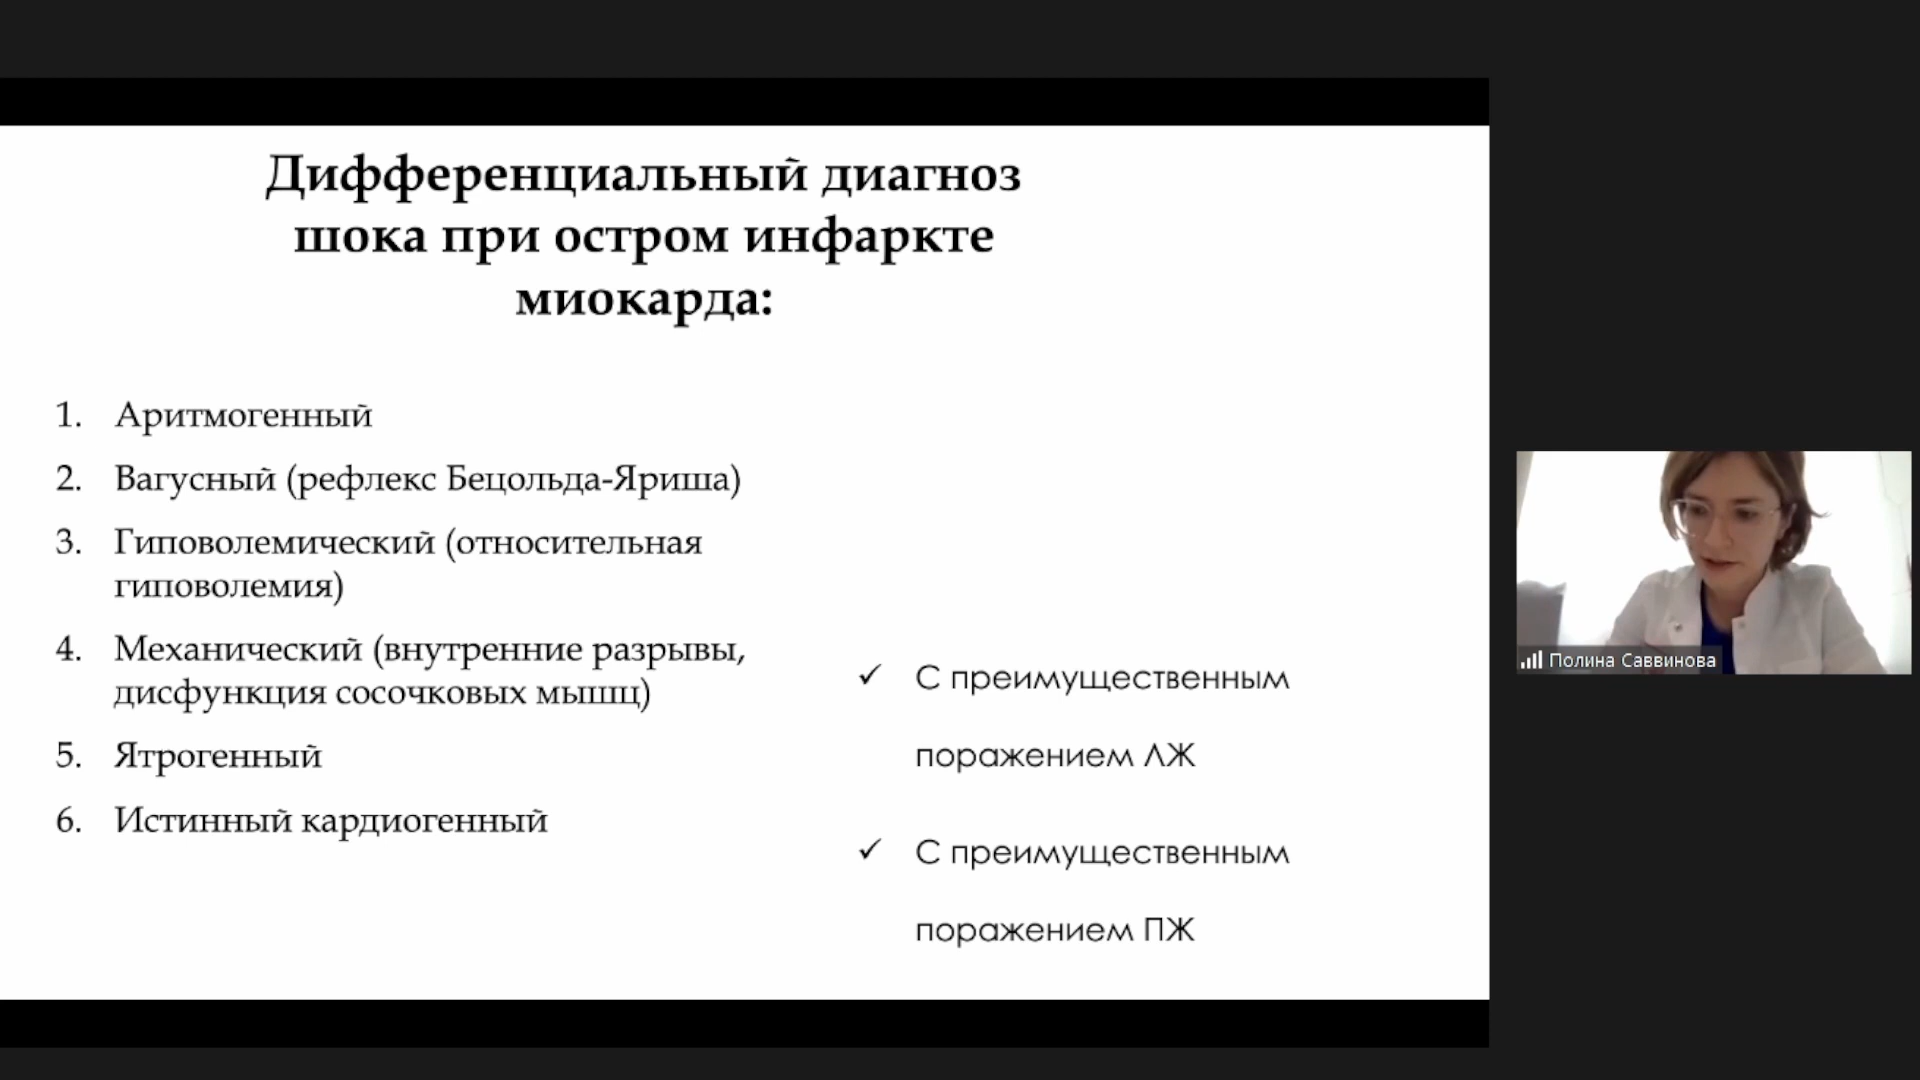 Дифференциальный диагноз
шока при остром инфаркте
миокарда:
1. Аритмогенный
2. Вагусный (рефлекс Бецольда-Яриша)
3. Гиповолемический (относительная
гиповолемия)
4. Механический (внутренние разрывы,
дисфункция сосочковых мышц)
5. Ятрогенный
6. Истинный кардиогенный
✓ С преимущественным
поражением ЛЖ
✓ С преимущественным
поражением ПЖ
Полина Саввинова